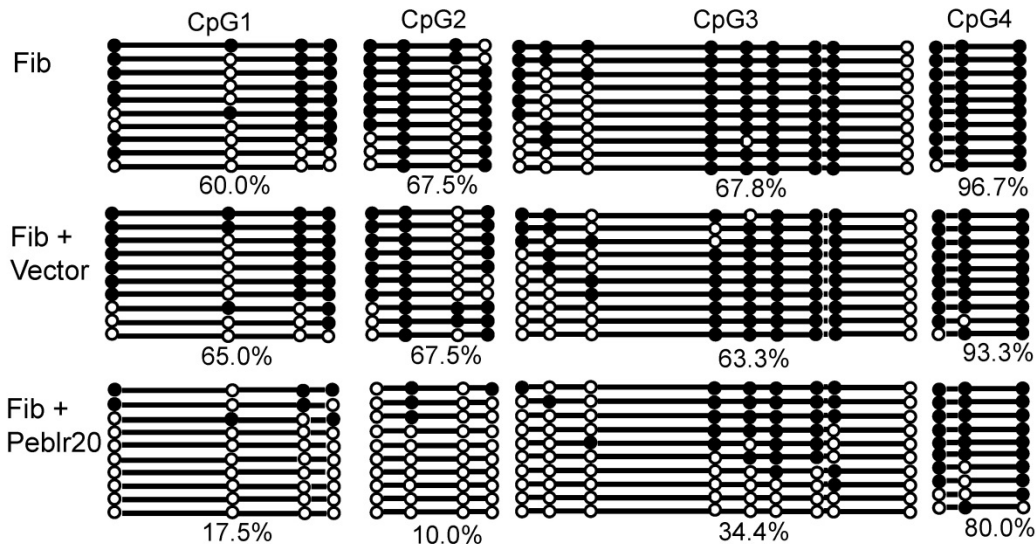 CpG1 CpG2 CpG3 CpG4
Fib
60.0% 67.5% 67.8% 96.7%
Fib +
Vector
65.0% 67.5% 63.3% 93.3%
Fib +
Peblr20
17.5% 10.0% 34.4% 80.0%